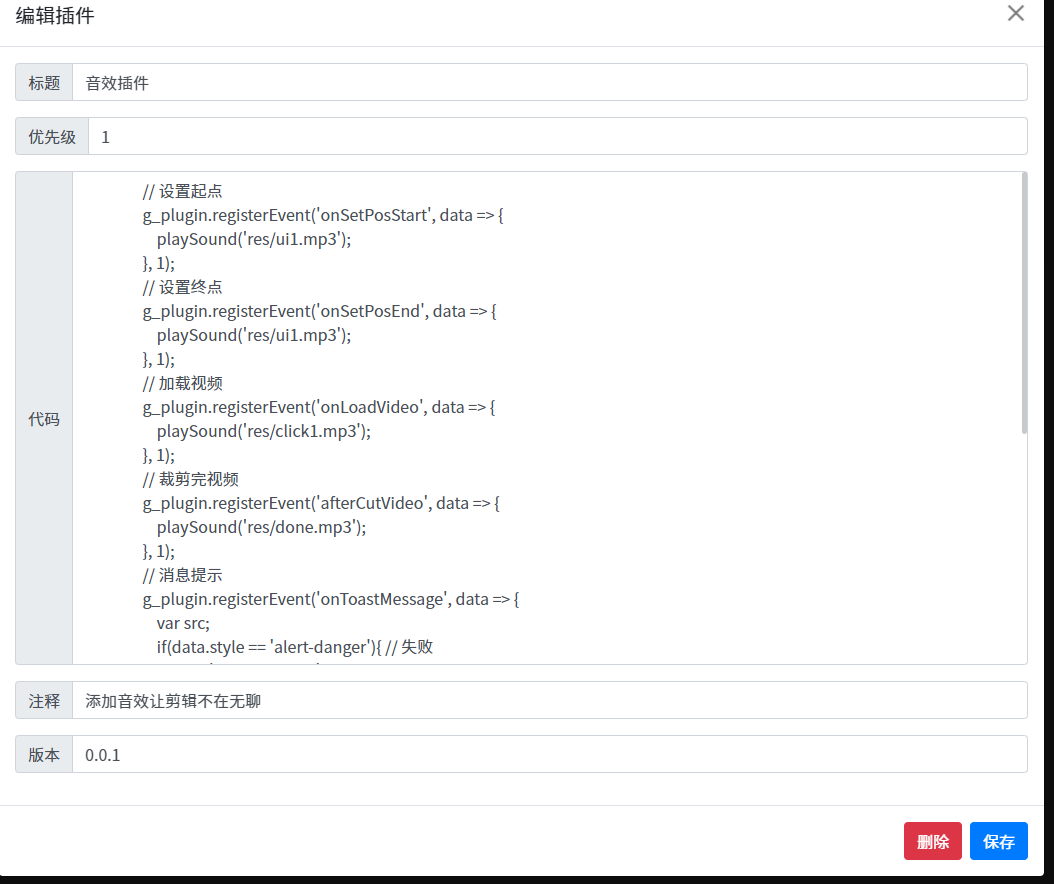 编辑插件
标题 音效插件
优先级 1
代码
// 设置起点
g_plugin.registerEvent('onSetPosStart', data => {
playSound('res/ui1.mp3');
}, 1);
// 设置终点
g_plugin.registerEvent('onSetPosEnd', data => {
playSound('res/ui1.mp3');
}, 1);
// 加载视频
g_plugin.registerEvent('onLoadVideo', data => {
playSound('res/click1.mp3');
}, 1);
// 裁剪完视频
g_plugin.registerEvent('afterCutVideo', data => {
playSound('res/done.mp3');
}, 1);
// 消息提示
g_plugin.registerEvent('onToastMessage', data => {
var src;
if(data.style == 'alert-danger'){ // 失败
注释 添加音效让剪辑不在无聊
版本 0.0.1
删除 保存